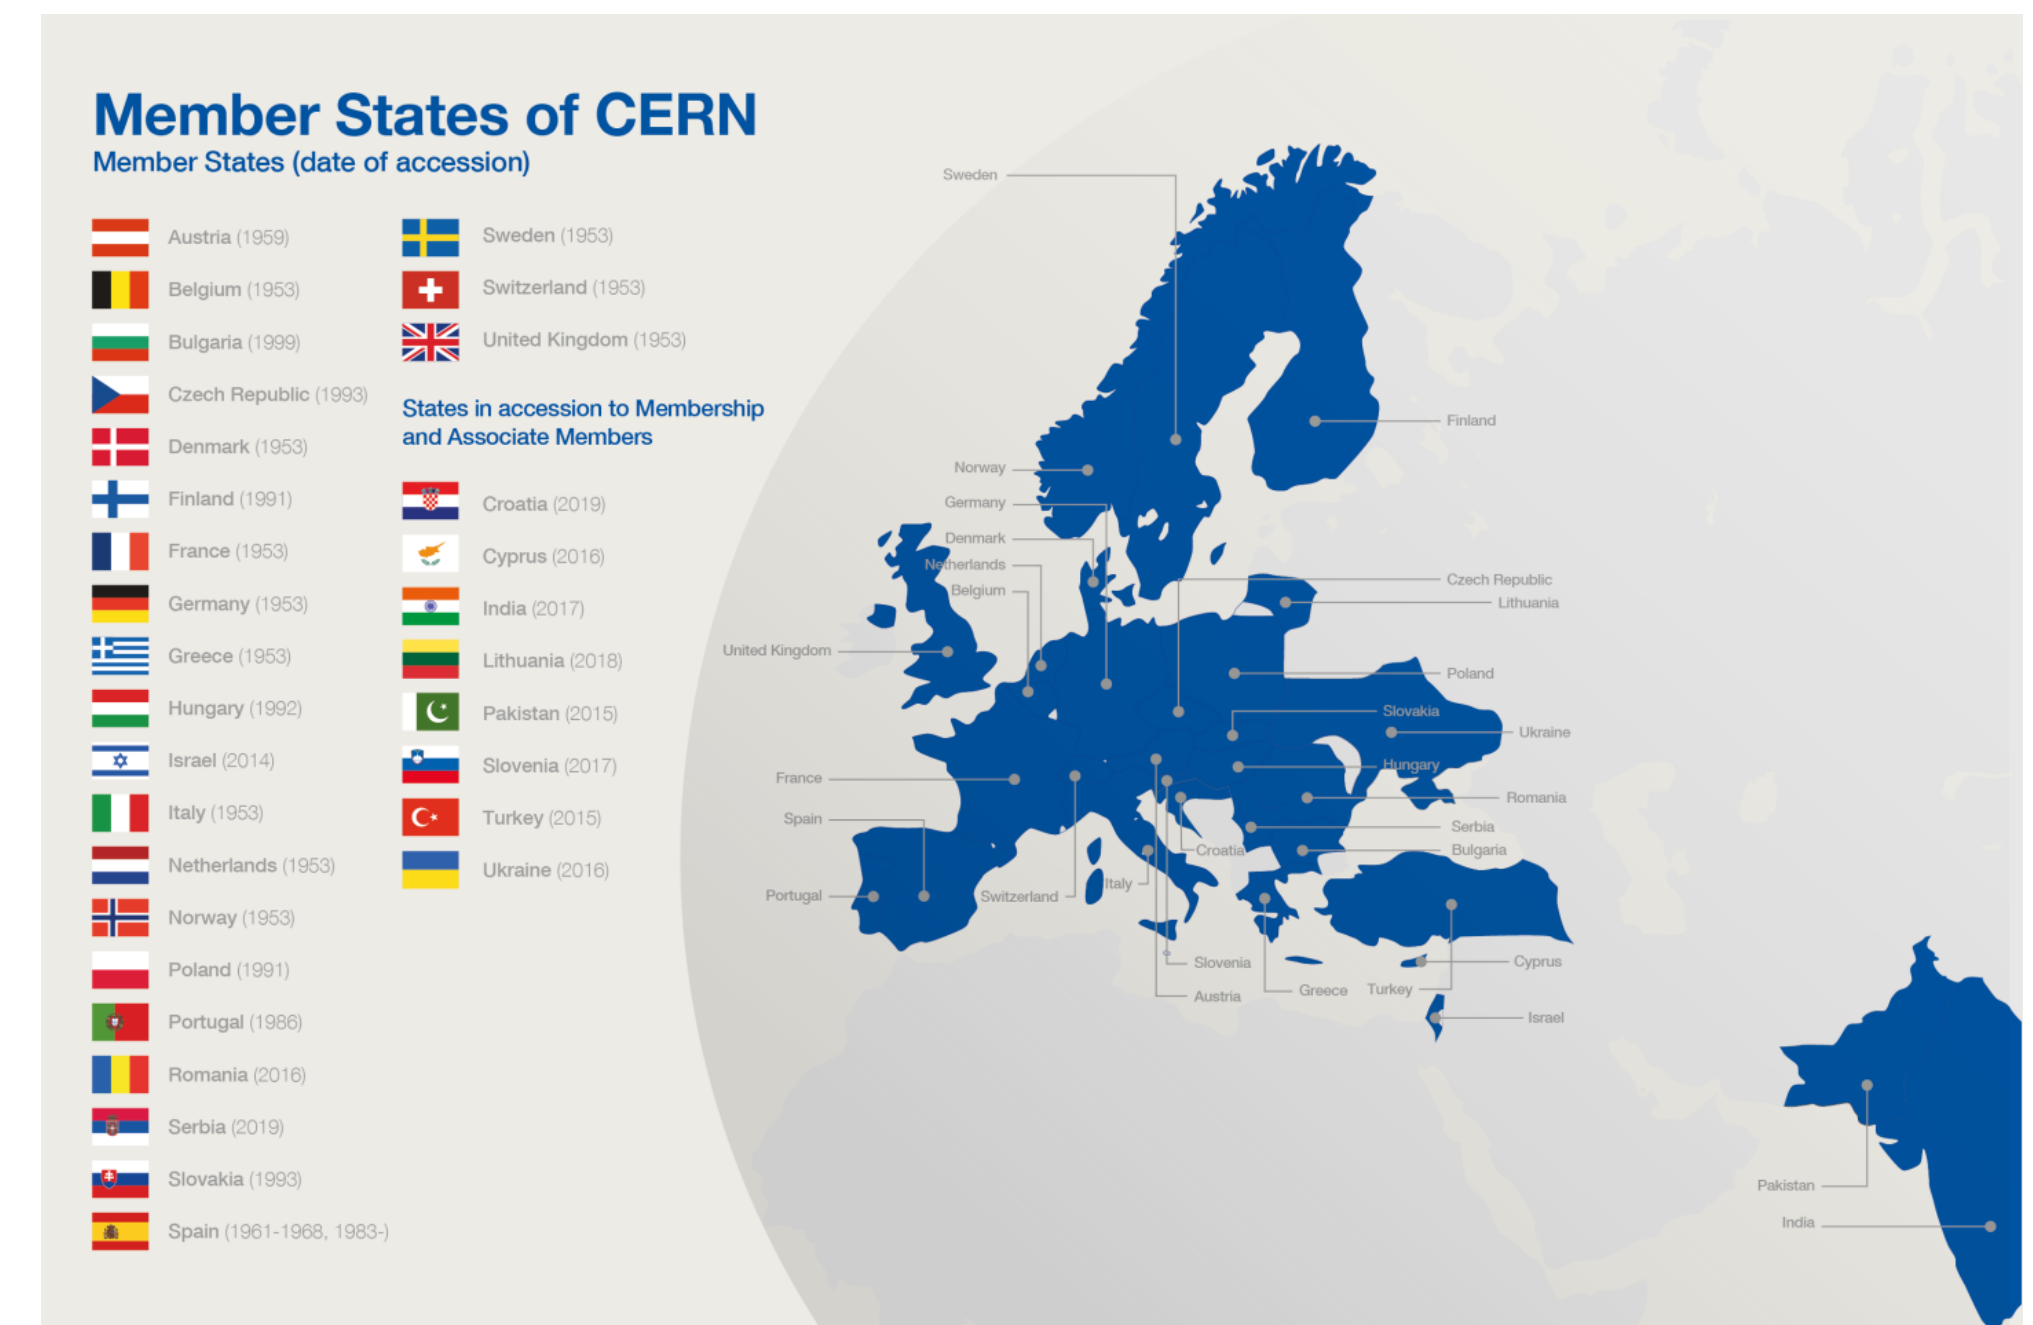 Member States of CERN
Member States (date of accession)
Austria (1959)
Belgium (1953)
Bulgaria (1999)
Czech Republic (1993)
Denmark (1953)
Finland (1991)
France (1953)
Germany (1953)
Greece (1953)
Hungary (1992)
Israel (2014)
Italy (1953)
Netherlands (1953)
Norway (1953)
Poland (1991)
Portugal (1986)
Romania (2016)
Serbia (2019)
Slovakia (1993)
Spain (1961-1968, 1983-)
Sweden (1953)
Switzerland (1953)
United Kingdom (1953)
States in accession to Membership
and Associate Members
Croatia (2019)
Cyprus (2016)
India (2017)
Lithuania (2018)
Pakistan (2015)
Slovenia (2017)
Turkey (2015)
Ukraine (2016)
Sweden
Finland
Norway
Germany
Denmark
Netherlands
Belgium
Czech Republic
Lithuania
United Kingdom
Poland
Slovakia
Ukraine
France
Hungary
Romania
Spain
Serbia
Croatia
Bulgaria
Italy
Portugal
Switzerland
Slovenia
Cyprus
Austria
Greece
Turkey
Israel
Pakistan
India